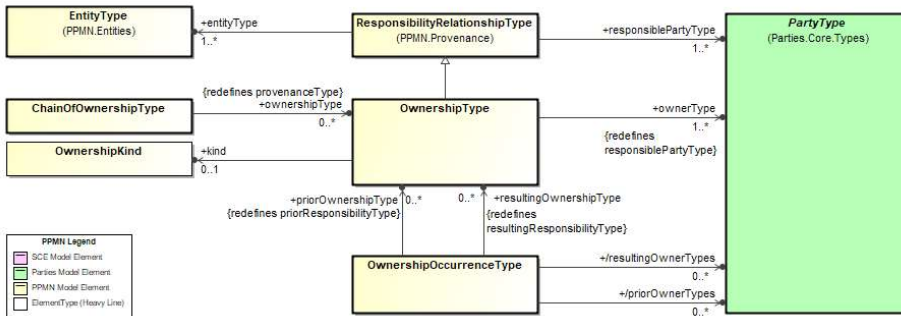 EntityType
(PPMN.Entities)
+entityType
1..*
ResponsibilityRelationshipType
(PPMN.Provenance)
+responsiblePartyType
1..*
PartyType
(Parties.Core.Types)
ChainOfOwnershipType
{redefines provenanceType}
+ownershipType
0..*
OwnershipType
+ownerType
1..*
{redefines
responsiblePartyType}
OwnershipKind
+kind
0..1
+priorOwnershipType
0..*
{redefines priorResponsibilityType}
0..*
+resultingOwnershipType
{redefines
resultingResponsibilityType}
OwnershipOccurrenceType
+/resultingOwnerTypes
0..*
+/priorOwnerTypes
0..*
PPMN Legend
SCE Model Element
Parties Model Element
PPMN Model Element
ElementType (Heavy Line)